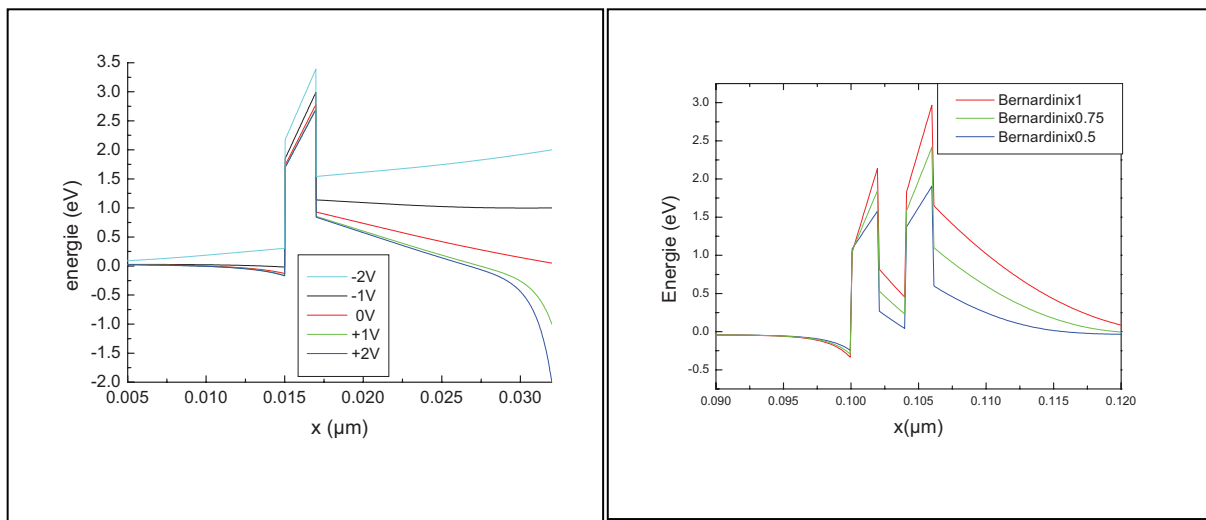 3.5
3.0
2.5
2.0
1.5
1.0
0.5
0.0
-0.5
-1.0
-1.5
-2.0
energie (eV)
-2V
-1V
0V
+1V
+2V
0.005 0.010 0.015 0.020 0.025 0.030
x (µm)
Bernardinix1
Bernardinix0.75
Bernardinix0.5
3.0
2.5
2.0
1.5
1.0
0.5
0.0
-0.5
Energie (eV)
0.090 0.095 0.100 0.105 0.110 0.115 0.120
x(µm)